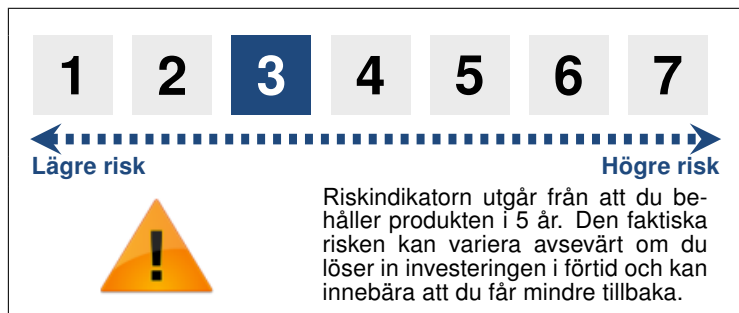 1 2 3 4 5 6 7
Lägre risk Högre risk
!
Riskindikatorn utgår från att du be-
håller produkten i 5 år. Den faktiska
risken kan variera avsevärt om du
löser in investeringen i förtid och kan
innebära att du får mindre tillbaka.